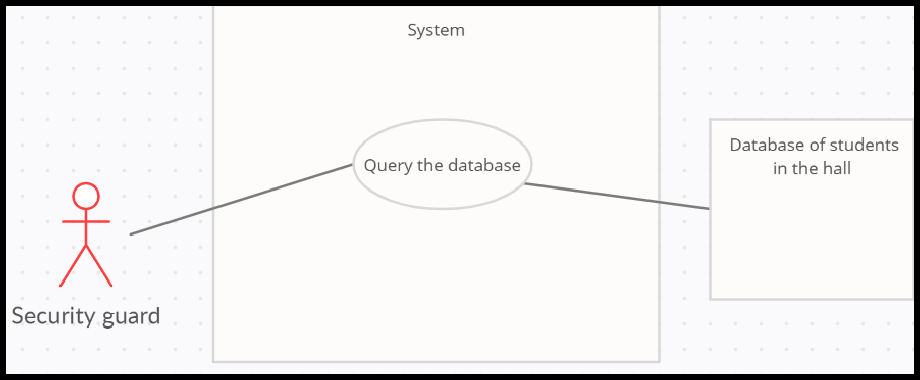 System
Query the database
Database of students
in the hall
Security guard